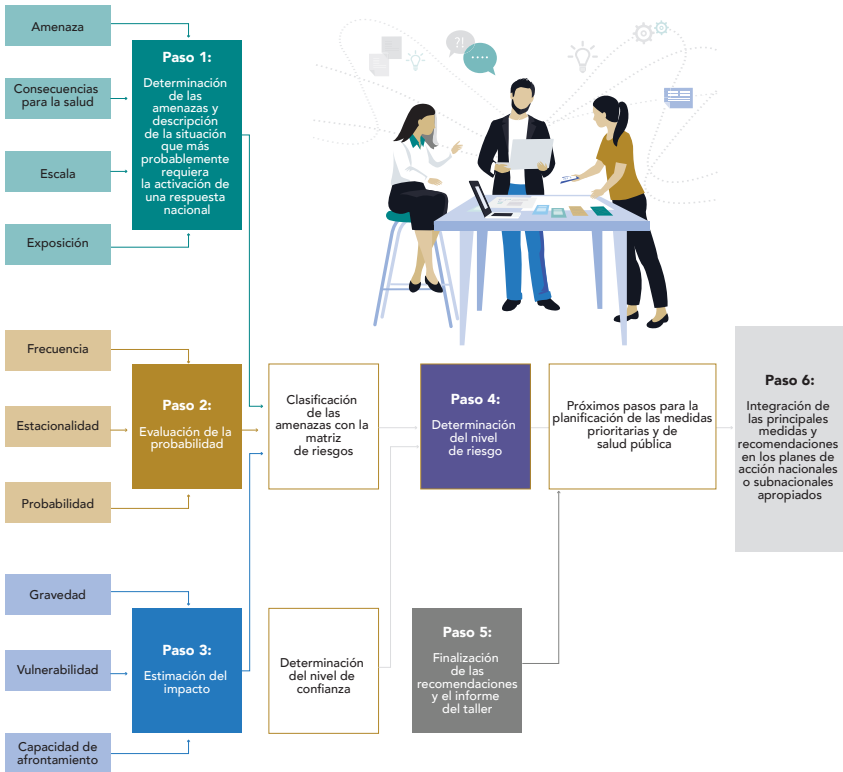 Amenaza
Consecuencias
para la salud
Escala
Exposición
Paso 1:
Determinación
de las
amenazas y
descripción
de la situación
que más
probablemente
requiera
la activación de
una respuesta
nacional
?!
Frecuencia
Estacionalidad
Probabilidad
Paso 2:
Evaluación de la
probabilidad
Clasificación
de las
amenazas con la
matriz
de riesgos
Paso 4:
Determinación
del nivel
de riesgo
Próximos pasos para la
planificación de las medidas
prioritarias y de
salud pública
Paso 6:
Integración de
las principales
medidas y
recomendaciones
en los planes de
acción nacionales
o subnacionales
apropiados
Gravedad
Vulnerabilidad
Capacidad de
afrontamiento
Paso 3:
Estimación del
impacto
Determinación
del nivel de
confianza
Paso 5:
Finalización
de las
recomendaciones
y el informe
del taller